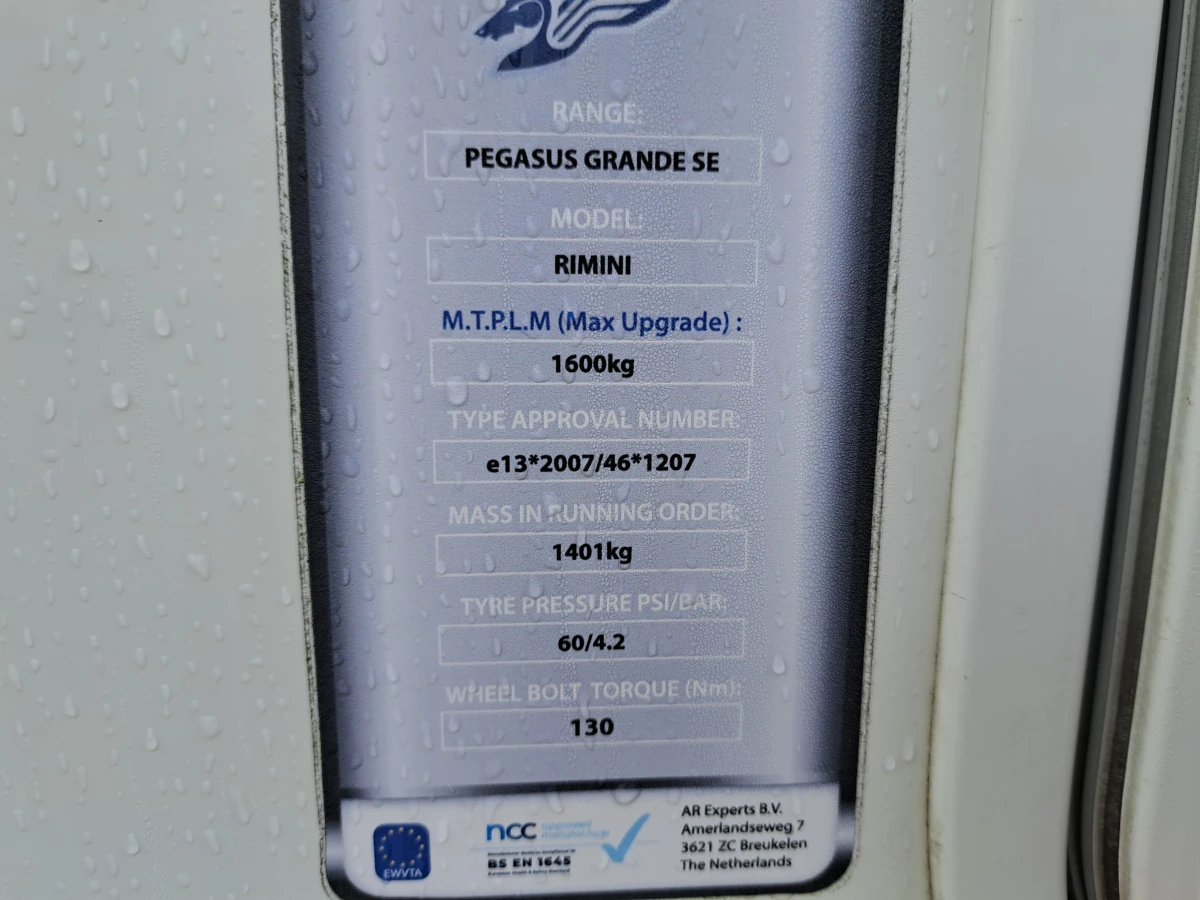 RANGE:
PEGASUS GRANDE SE
MODEL:
RIMINI
M.T.P.L.M (Max Upgrade) :
1600kg
TYPE APPROVAL NUMBER:
e13*2007/46*1207
MASS IN RUNNING ORDER:
1401kg
TYRE PRESSURE PSI/BAR:
60/4.2
WHEEL BOLT TORQUE (Nm):
130
EWVTA
ncc approved
manufacturer
BS EN 1645
AR Experts B.V.
Amerlandseweg 7
3621 ZC Breukelen
The Netherlands